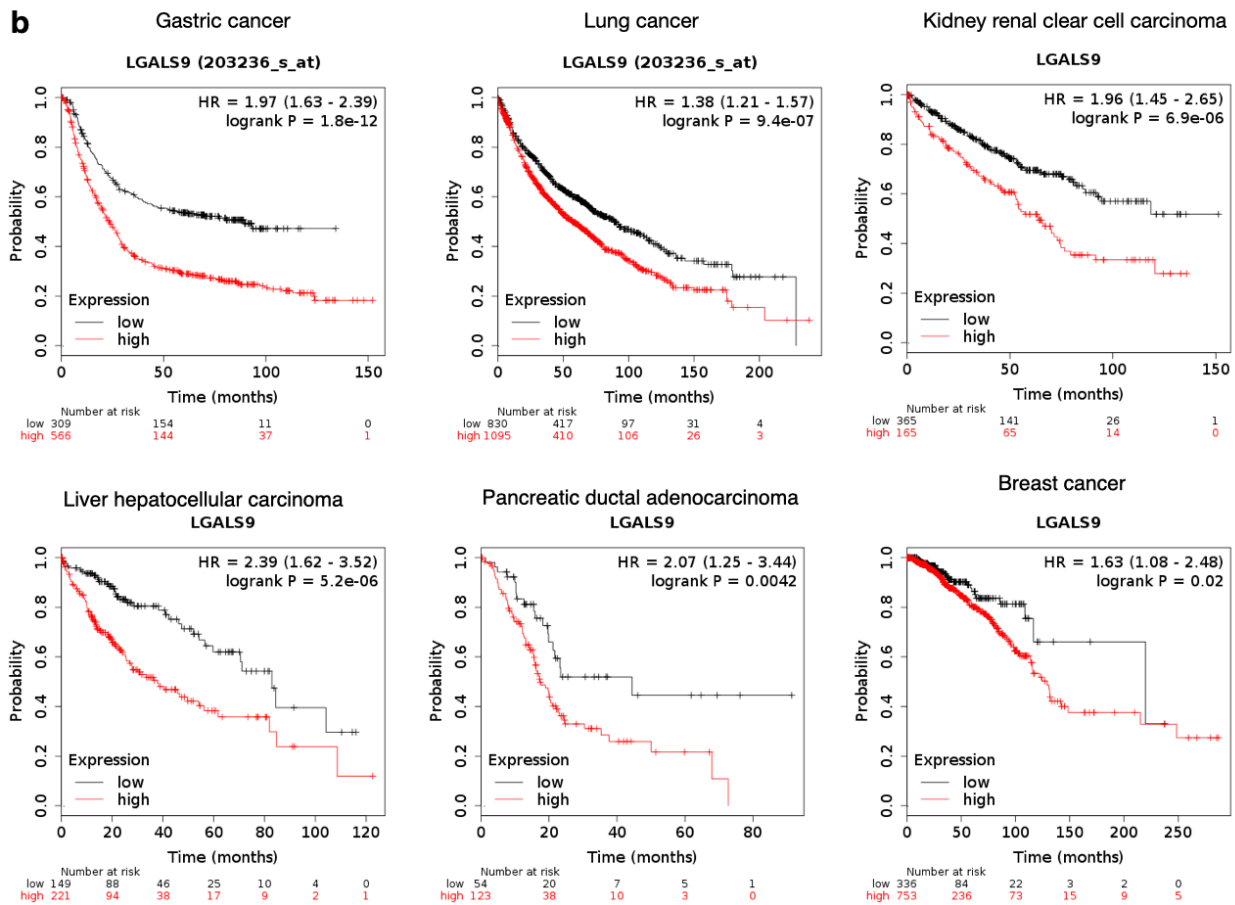 b
Gastric cancer
LGALS9 (203236_s_at)
HR = 1.97 (1.63 - 2.39)
logrank P = 1.8e-12
Probability
1.0
0.8
0.6
0.4
0.2
0.0
Expression
low
high
0 50 100 150
Time (months)
Number at risk
low 309 154 11 0
high 566 144 37 1
Lung cancer
LGALS9 (203236_s_at)
HR = 1.38 (1.21 - 1.57)
logrank P = 9.4e-07
Probability
1.0
0.8
0.6
0.4
0.2
0.0
Expression
low
high
0 50 100 150 200
Time (months)
Number at risk
low 830 417 97 31 4
high 1095 410 106 26 3
Kidney renal clear cell carcinoma
LGALS9
HR = 1.96 (1.45 - 2.65)
logrank P = 6.9e-06
Probability
1.0
0.8
0.6
0.4
0.2
0.0
Expression
low
high
0 50 100 150
Time (months)
Number at risk
low 365 141 26 1
high 165 65 14 0
Liver hepatocellular carcinoma
LGALS9
HR = 2.39 (1.62 - 3.52)
logrank P = 5.2e-06
Probability
1.0
0.8
0.6
0.4
0.2
0.0
Expression
low
high
0 20 40 60 80 100 120
Time (months)
Number at risk
low 149 88 46 25 10 4 0
high 221 94 38 17 9 2 1
Pancreatic ductal adenocarcinoma
LGALS9
HR = 2.07 (1.25 - 3.44)
logrank P = 0.0042
Probability
1.0
0.8
0.6
0.4
0.2
0.0
Expression
low
high
0 20 40 60 80
Time (months)
Number at risk
low 54 20 7 5 1
high 123 38 10 3 0
Breast cancer
LGALS9
HR = 1.63 (1.08 - 2.48)
logrank P = 0.02
Probability
1.0
0.8
0.6
0.4
0.2
0.0
Expression
low
high
0 50 100 150 200 250
Time (months)
Number at risk
low 336 84 22 3 2 0
high 753 236 73 15 9 5